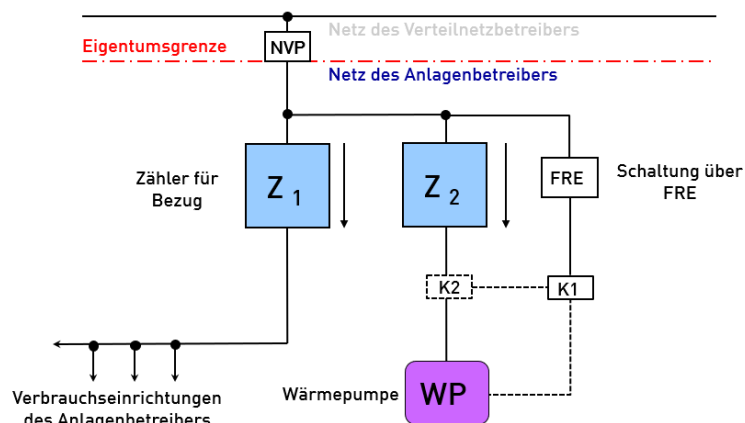 Netz des Verteilnetzbetreibers
Eigentumsgrenze
NVP
Netz des Anlagenbetreibers
Zähler für
Bezug
Z 1
Z 2
FRE
Schaltung über
FRE
K2
K1
Wärmepumpe
WP
Verbrauchseinrichtungen
des Anlagenbetreibers